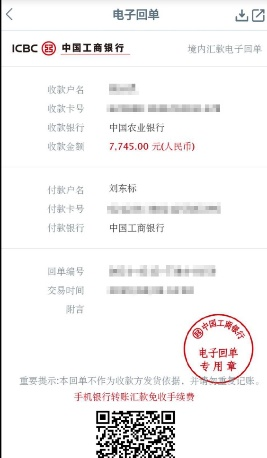 电子回单
ICBC 中国工商银行 境内汇款电子回单
收款户名
收款卡号
收款银行 中国农业银行
收款金额 7,745.00 元(人民币)
付款户名 刘东标
付款卡号
付款银行 中国工商银行
回单编号
交易时间
附言
中国工商银行
电子回单
专用章
重要提示:本回单不作为收款方发货依据，并请勿重复记账。
手机银行转账汇款免收手续费